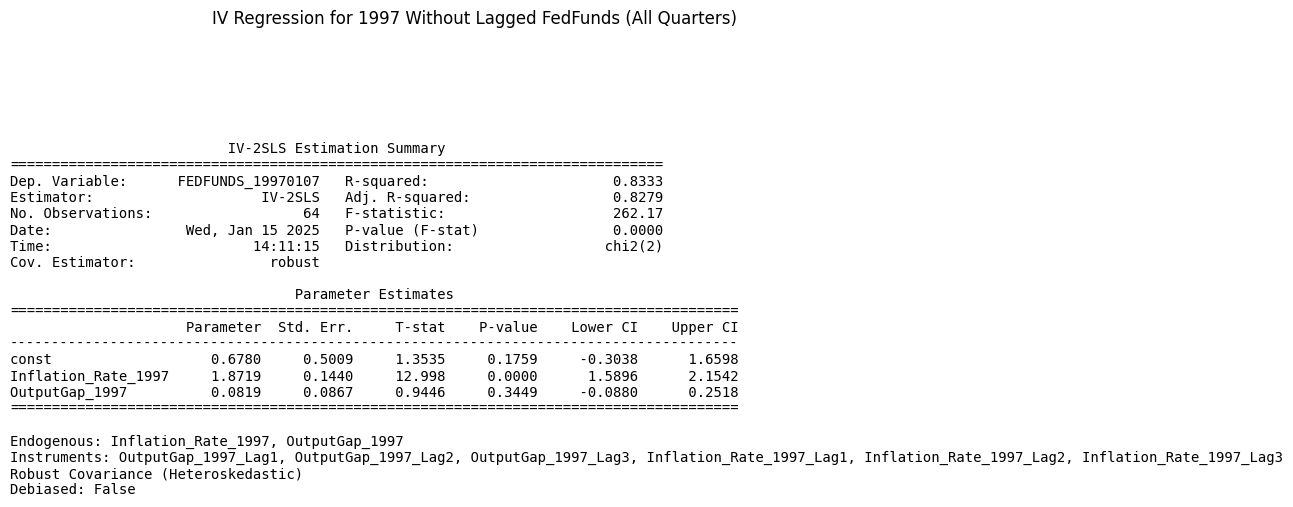 IV Regression for 1997 Without Lagged FedFunds (All Quarters)
IV-2SLS Estimation Summary
==============================================================================
Dep. Variable:      FEDFUNDS_19970107   R-squared:                      0.8333
Estimator:                    IV-2SLS   Adj. R-squared:                 0.8279
No. Observations:                  64   F-statistic:                    262.17
Date:                Wed, Jan 15 2025   P-value (F-stat)                0.0000
Time:                        14:11:15   Distribution:                  chi2(2)
Cov. Estimator:                robust
Parameter Estimates
=======================================================================================
                     Parameter  Std. Err.     T-stat    P-value    Lower CI    Upper CI
---------------------------------------------------------------------------------------
const                   0.6780     0.5009     1.3535     0.1759     -0.3038      1.6598
Inflation_Rate_1997     1.8719     0.1440     12.998     0.0000      1.5896      2.1542
OutputGap_1997          0.0819     0.0867     0.9446     0.3449     -0.0880      0.2518
=======================================================================================
Endogenous: Inflation_Rate_1997, OutputGap_1997
Instruments: OutputGap_1997_Lag1, OutputGap_1997_Lag2, OutputGap_1997_Lag3, Inflation_Rate_1997_Lag1, Inflation_Rate_1997_Lag2, Inflation_Rate_1997_Lag3
Robust Covariance (Heteroskedastic)
Debiased: False